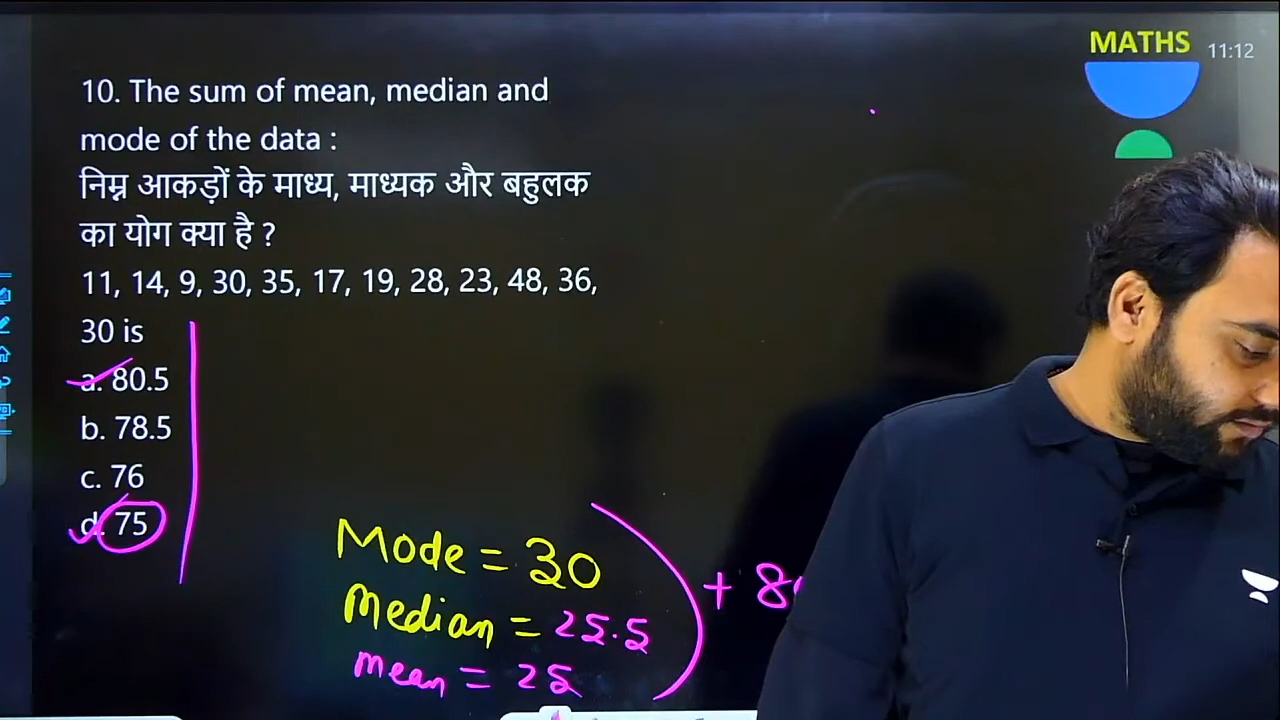 MATHS
11:12
10. The sum of mean, median and
mode of the data :
निम्न आकड़ों के माध्य, माध्यक और बहुलक
का योग क्या है ?
11, 14, 9, 30, 35, 17, 19, 28, 23, 48, 36,
30 is
a. 80.5
b. 78.5
c. 76
d. 75
Mode = 30
Median = 25.5
mean = 25
+ 8